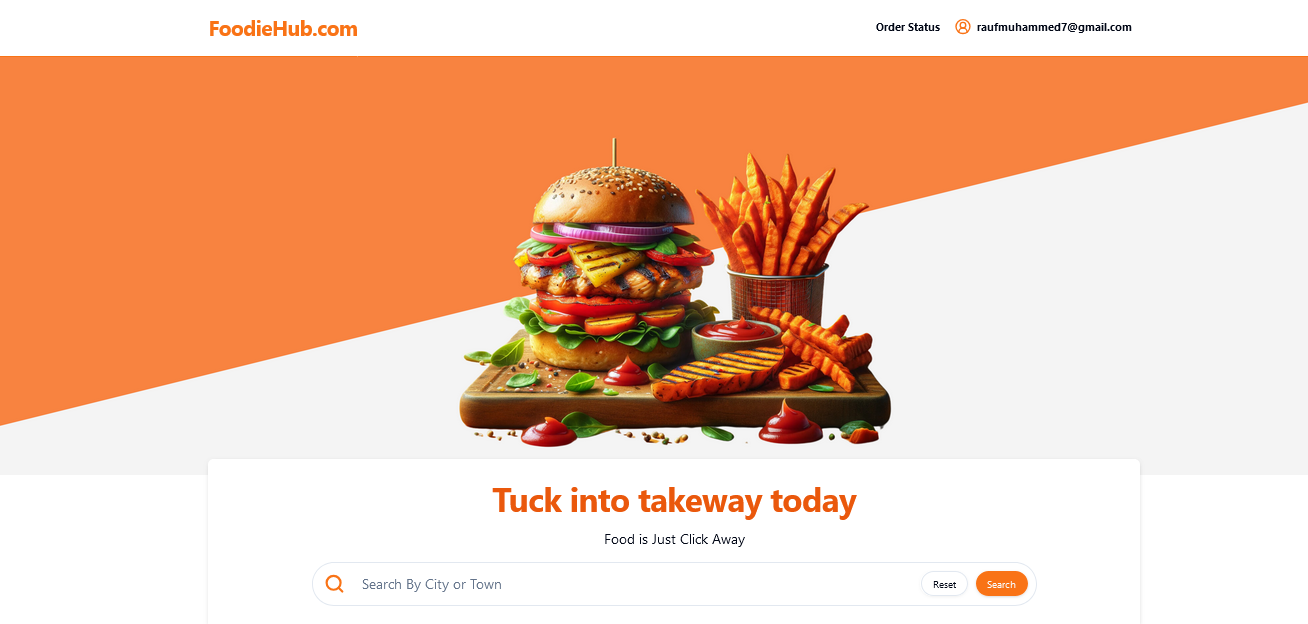 FoodieHub.com
Order Status raufmuhammed7@gmail.com
Tuck into takeway today
Food is Just Click Away
Search By City or Town Reset Search